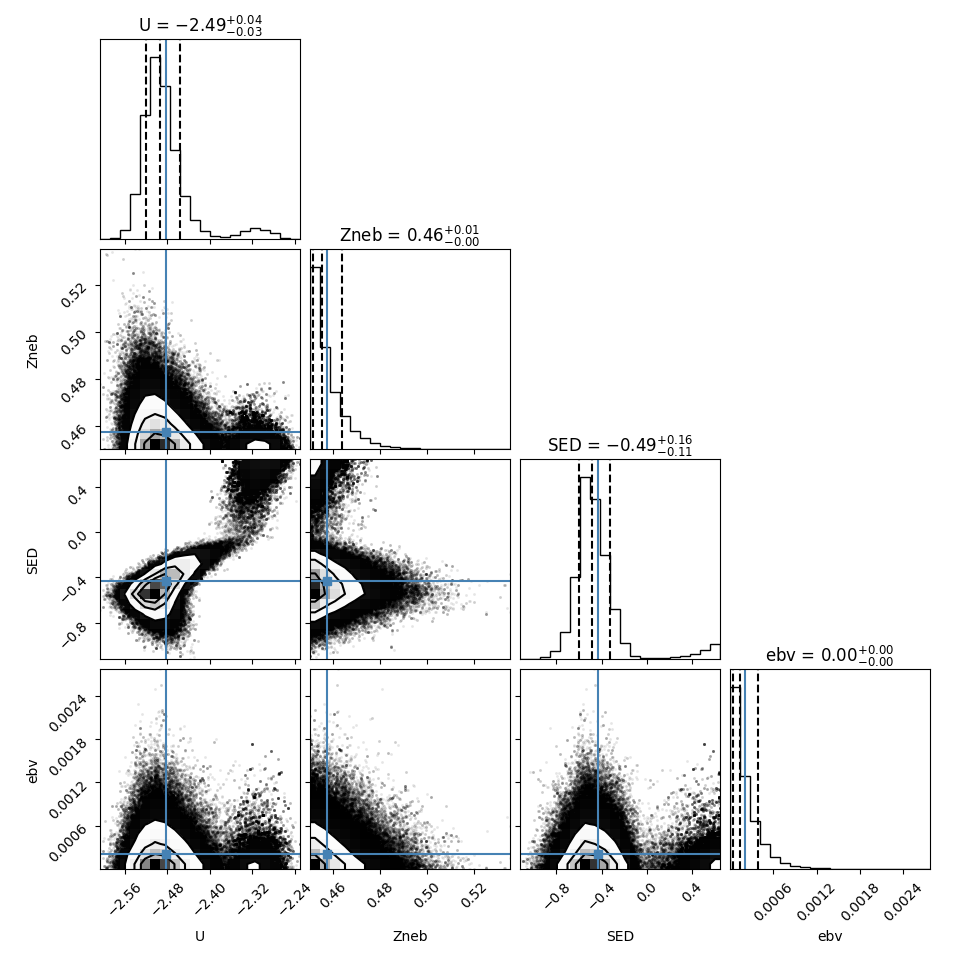 U = −2.49+0.04−0.03
Zneb = 0.46+0.01−0.00
0.52
0.50
0.48
0.46
Zneb
SED = −0.49+0.16−0.11
0.4
0.0
−0.4
−0.8
SED
ebv = 0.00+0.00−0.00
0.0024
0.0018
0.0012
0.0006
ebv
−2.56 −2.48 −2.40 −2.32 −2.24 0.46 0.48 0.50 0.52 −0.8 −0.4 0.0 0.4 0.0006 0.0012 0.0018 0.0024
U Zneb SED ebv